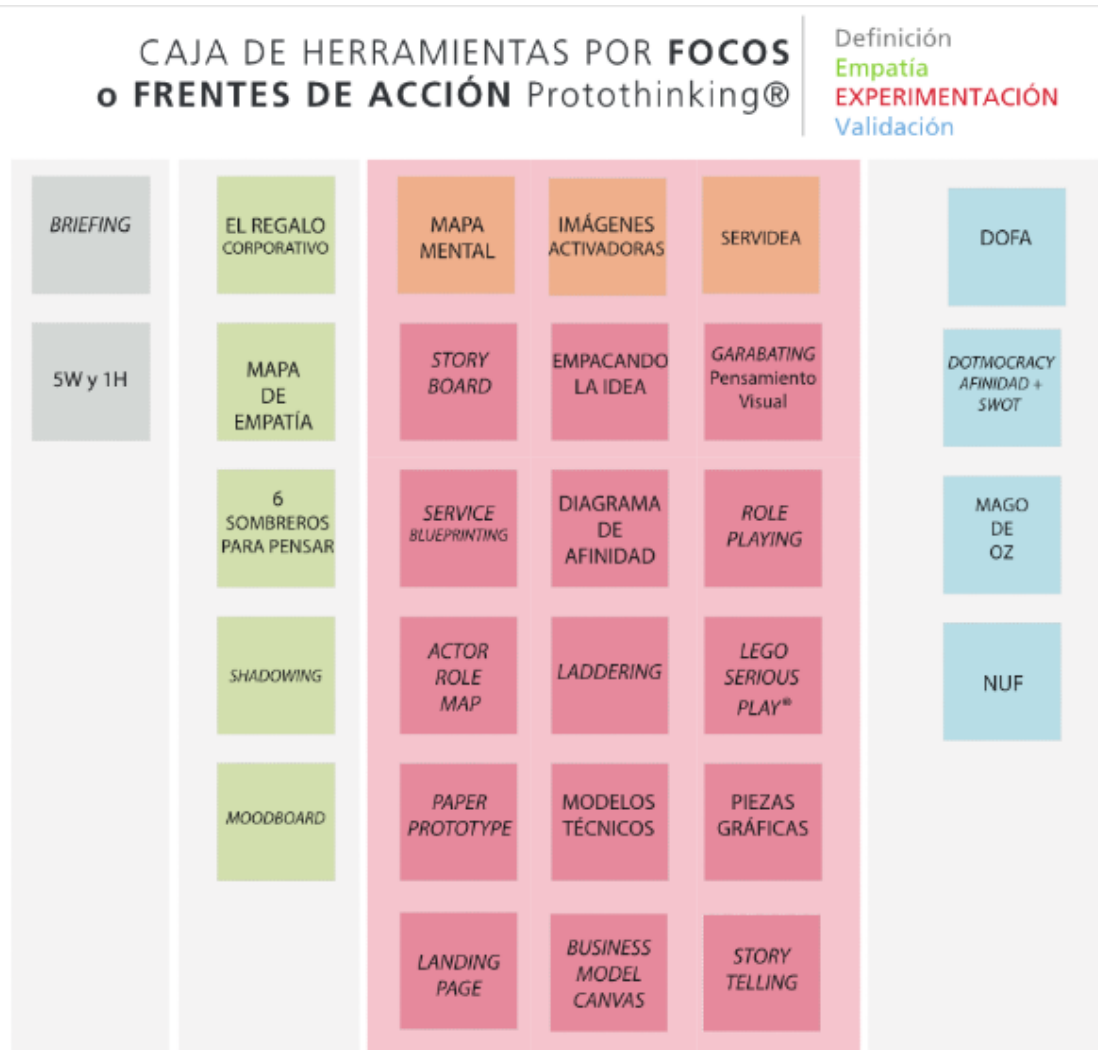 CAJA DE HERRAMIENTAS POR FOCOS
o FRENTES DE ACCIÓN Protothinking®
Definición
Empatía
EXPERIMENTACIÓN
Validación
BRIEFING
5W y 1H
EL REGALO
CORPORATIVO
MAPA
DE
EMPATÍA
6
SOMBREROS
PARA PENSAR
SHADOWING
MOODBOARD
MAPA
MENTAL
IMÁGENES
ACTIVADORAS
SERVIDEA
STORY
BOARD
EMPACANDO
LA IDEA
GARABATING
Pensamiento
Visual
SERVICE
BLUEPRINTING
DIAGRAMA
DE
AFINIDAD
ROLE
PLAYING
ACTOR
ROLE
MAP
LADDERING
LEGO
SERIOUS
PLAY®
PAPER
PROTOTYPE
MODELOS
TÉCNICOS
PIEZAS
GRÁFICAS
LANDING
PAGE
BUSINESS
MODEL
CANVAS
STORY
TELLING
DOFA
DOTMOCRACY
AFINIDAD +
SWOT
MAGO
DE
OZ
NUF